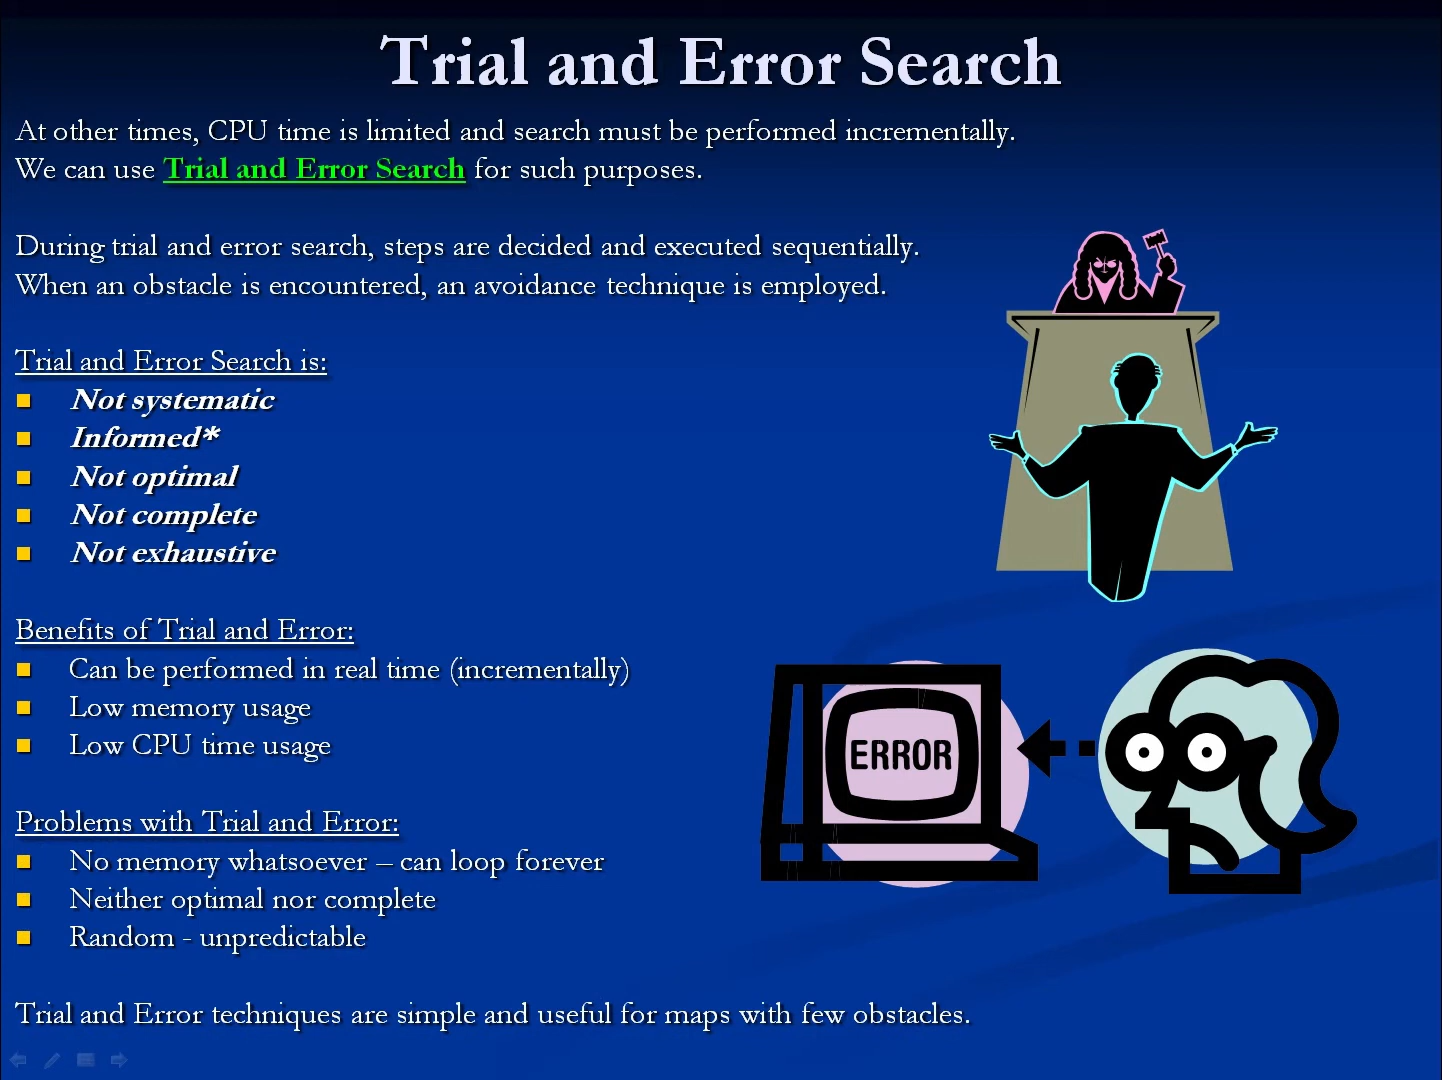 Trial and Error Search
At other times, CPU time is limited and search must be performed incrementally.
We can use Trial and Error Search for such purposes.
During trial and error search, steps are decided and executed sequentially.
When an obstacle is encountered, an avoidance technique is employed.
Trial and Error Search is:
Not systematic
Informed*
Not optimal
Not complete
Not exhaustive
Benefits of Trial and Error:
Can be performed in real time (incrementally)
Low memory usage
Low CPU time usage
ERROR
Problems with Trial and Error:
No memory whatsoever – can loop forever
Neither optimal nor complete
Random - unpredictable
Trial and Error techniques are simple and useful for maps with few obstacles.